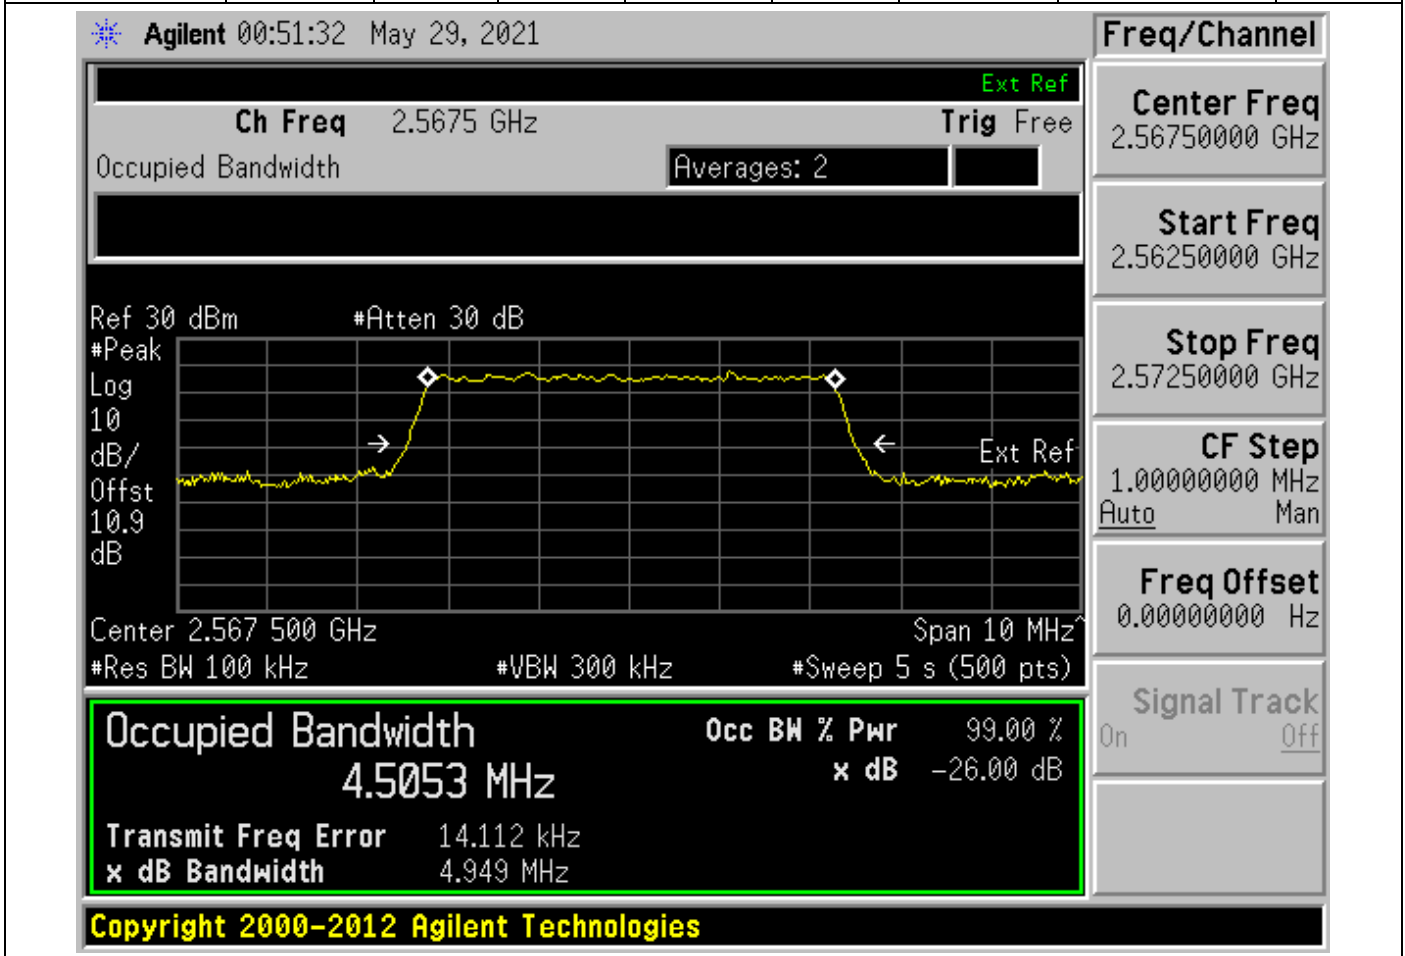 Agilent 00:51:32 May 29, 2021
Ext Ref
Ch Freq 2.5675 GHz Trig Free
Occupied Bandwidth Averages: 2
Ref 30 dBm #Atten 30 dB
#Peak
Log
10
dB/
Offst
10.9
dB
Ext Ref
Center 2.567 500 GHz Span 10 MHz^
#Res BW 100 kHz #VBW 300 kHz #Sweep 5 s (500 pts)
Occupied Bandwidth
4.5053 MHz
Occ BW % Pwr 99.00 %
x dB -26.00 dB
Transmit Freq Error 14.112 kHz
x dB Bandwidth 4.949 MHz
Copyright 2000-2012 Agilent Technologies
Freq/Channel
Center Freq
2.56750000 GHz
Start Freq
2.56250000 GHz
Stop Freq
2.57250000 GHz
CF Step
1.00000000 MHz
Auto Man
Freq Offset
0.00000000 Hz
Signal Track
On Off